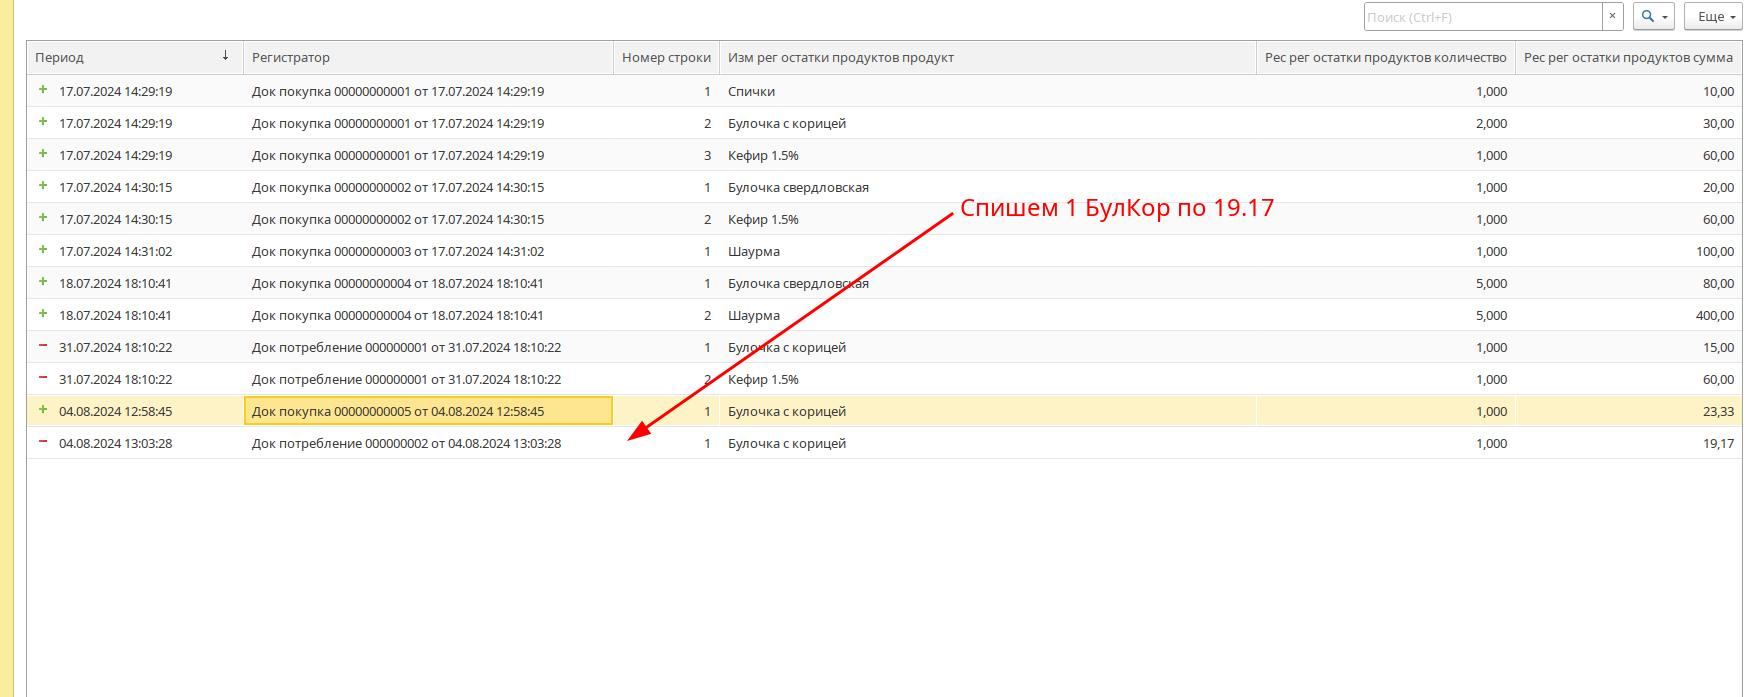 Поиск (Ctrl+F) × Еще
Период ↓ Регистратор Номер строки Изм рег остатки продуктов продукт Рес рег остатки продуктов количество Рес рег остатки продуктов сумма
+ 17.07.2024 14:29:19 Док покупка 00000000001 от 17.07.2024 14:29:19 1 Спички 1,000 10,00
+ 17.07.2024 14:29:19 Док покупка 00000000001 от 17.07.2024 14:29:19 2 Булочка с корицей 2,000 30,00
+ 17.07.2024 14:29:19 Док покупка 00000000001 от 17.07.2024 14:29:19 3 Кефир 1.5% 1,000 60,00
+ 17.07.2024 14:30:15 Док покупка 00000000002 от 17.07.2024 14:30:15 1 Булочка свердловская 1,000 20,00
Спишем 1 БулКор по 19.17
+ 17.07.2024 14:30:15 Док покупка 00000000002 от 17.07.2024 14:30:15 2 Кефир 1.5% 1,000 60,00
+ 17.07.2024 14:31:02 Док покупка 00000000003 от 17.07.2024 14:31:02 1 Шаурма 1,000 100,00
+ 18.07.2024 18:10:41 Док покупка 00000000004 от 18.07.2024 18:10:41 1 Булочка свердловская 5,000 80,00
+ 18.07.2024 18:10:41 Док покупка 00000000004 от 18.07.2024 18:10:41 2 Шаурма 5,000 400,00
− 31.07.2024 18:10:22 Док потребление 000000001 от 31.07.2024 18:10:22 1 Булочка с корицей 1,000 15,00
− 31.07.2024 18:10:22 Док потребление 000000001 от 31.07.2024 18:10:22 2 Кефир 1.5% 1,000 60,00
+ 04.08.2024 12:58:45 Док покупка 00000000005 от 04.08.2024 12:58:45 1 Булочка с корицей 1,000 23,33
− 04.08.2024 13:03:28 Док потребление 000000002 от 04.08.2024 13:03:28 1 Булочка с корицей 1,000 19,17